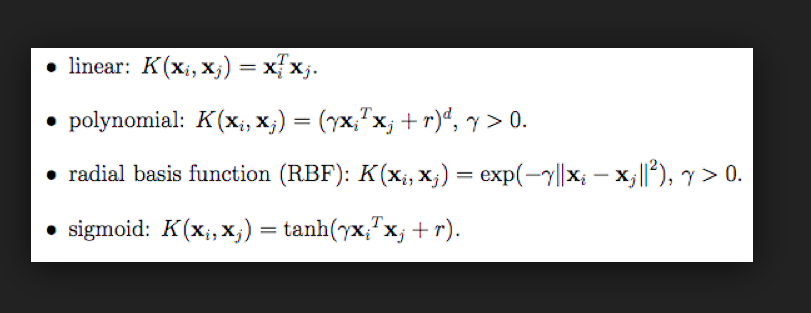 • linear: K(𝐱ᵢ, 𝐱ⱼ) = 𝐱ᵢᵀ𝐱ⱼ.
• polynomial: K(𝐱ᵢ, 𝐱ⱼ) = (γ𝐱ᵢᵀ𝐱ⱼ + r)ᵈ, γ > 0.
• radial basis function (RBF): K(𝐱ᵢ, 𝐱ⱼ) = exp(−γ‖𝐱ᵢ − 𝐱ⱼ‖²), γ > 0.
• sigmoid: K(𝐱ᵢ, 𝐱ⱼ) = tanh(γ𝐱ᵢᵀ𝐱ⱼ + r).